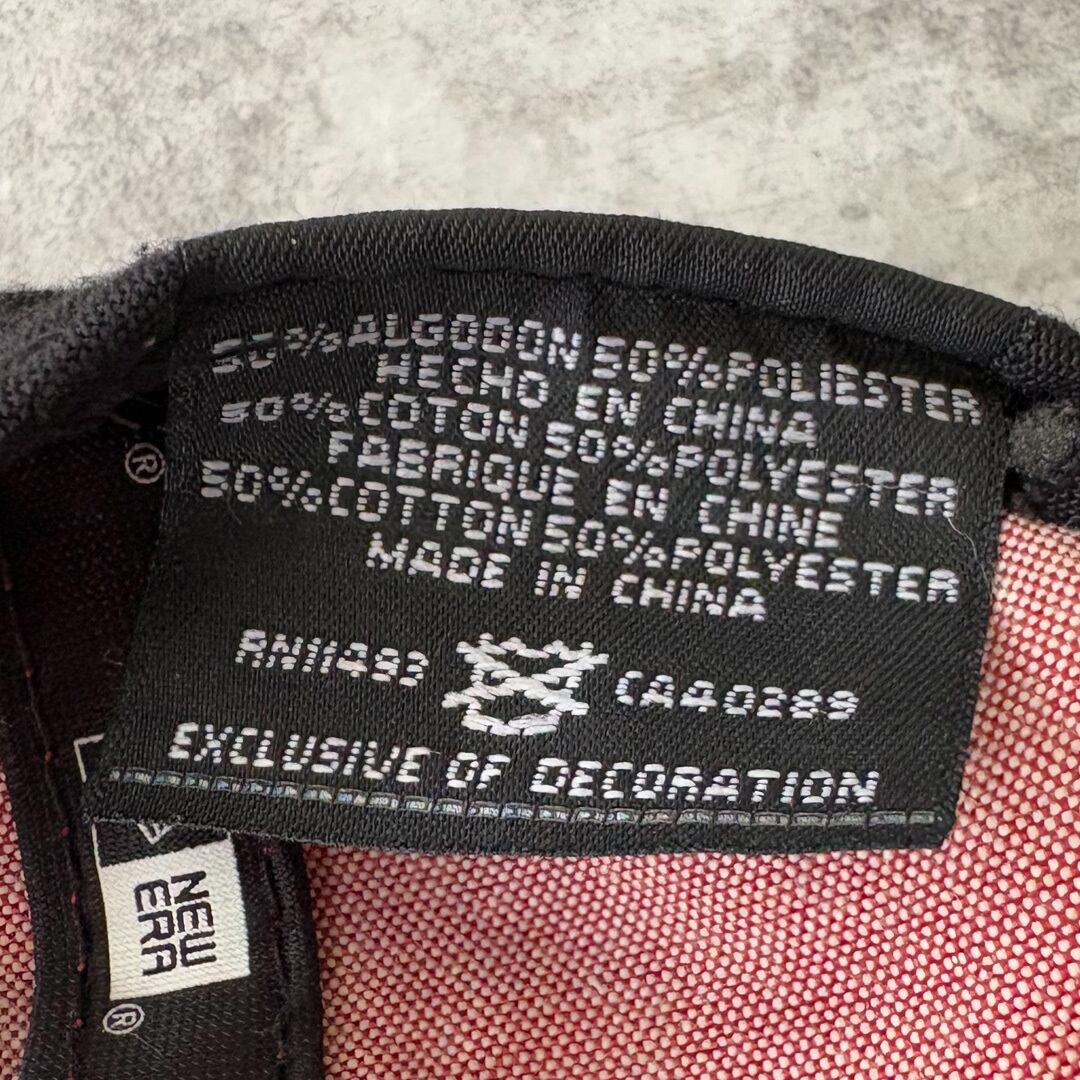 50%ALGODON 50%POLIESTER
HECHO EN CHINA
50%COTON 50%POLYESTER
FABRIQUE EN CHINE
50%COTTON 50%POLYESTER
MADE IN CHINA
RN11493 CA40289
EXCLUSIVE OF DECORATION
®
NEW
ERA
®